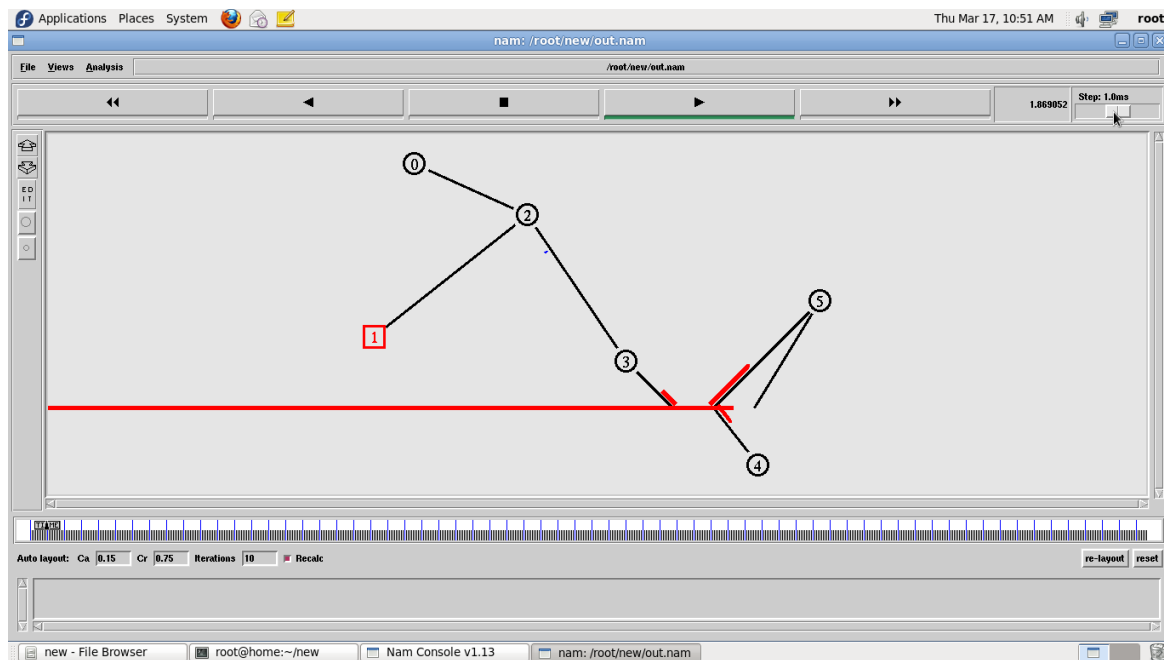 Applications Places System Thu Mar 17, 10:51 AM root
nam: /root/new/out.nam
File Views Analysis /root/new/out.nam
1.869052 Step: 1.0ms
ED
IT
0
2
5
1
3
4
TIME
Auto layout: Ca 0.15 Cr 0.75 Iterations 10 Recalc re-layout reset
new - File Browser root@home:~/new Nam Console v1.13 nam: /root/new/out.nam